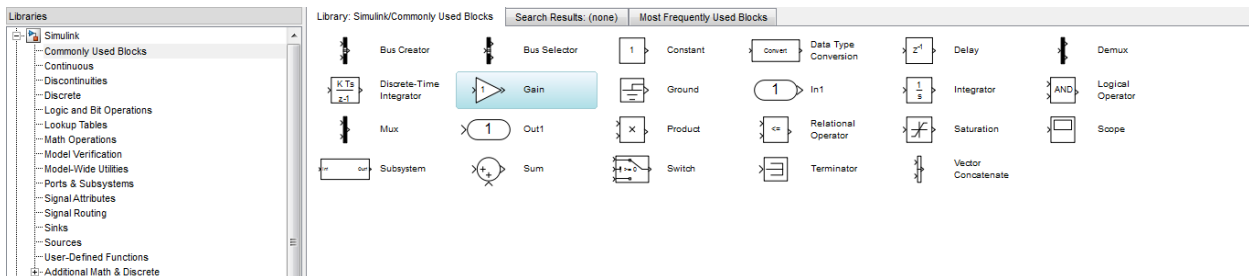 Libraries
Library: Simulink/Commonly Used Blocks
Search Results: (none)
Most Frequently Used Blocks
Simulink
Commonly Used Blocks
Continuous
Discontinuities
Discrete
Logic and Bit Operations
Lookup Tables
Math Operations
Model Verification
Model-Wide Utilities
Ports & Subsystems
Signal Attributes
Signal Routing
Sinks
Sources
User-Defined Functions
Additional Math & Discrete
Bus Creator
Bus Selector
1
Constant
Convert
Data Type
Conversion
z-1
Delay
Demux
K Ts
z-1
Discrete-Time
Integrator
1
Gain
Ground
1
In1
1
s
Integrator
AND
Logical
Operator
Mux
1
Out1
×
Product
<=
Relational
Operator
Saturation
Scope
In1
Out1
Subsystem
+
+
Sum
>= 0
Switch
Terminator
Vector
Concatenate